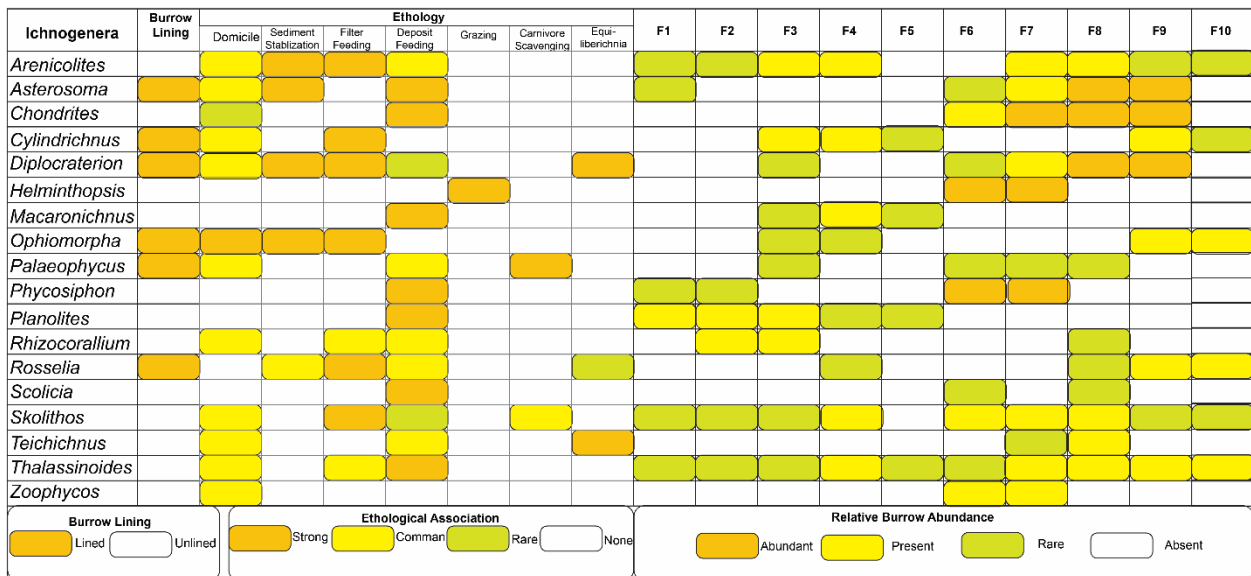 Ichnogenera
Burrow
Lining
Ethology
Domicile
Sediment
Stablization
Filter
Feeding
Deposit
Feeding
Grazing
Carnivore
Scavenging
Equi-
liberichnia
F1 F2 F3 F4 F5 F6 F7 F8 F9 F10
Arenicolites
Asterosoma
Chondrites
Cylindrichnus
Diplocraterion
Helminthopsis
Macaronichnus
Ophiomorpha
Palaeophycus
Phycosiphon
Planolites
Rhizocorallium
Rosselia
Scolicia
Skolithos
Teichichnus
Thalassinoides
Zoophycos
Burrow Lining
Lined Unlined
Ethological Association
Strong Comman Rare None
Relative Burrow Abundance
Abundant Present Rare Absent